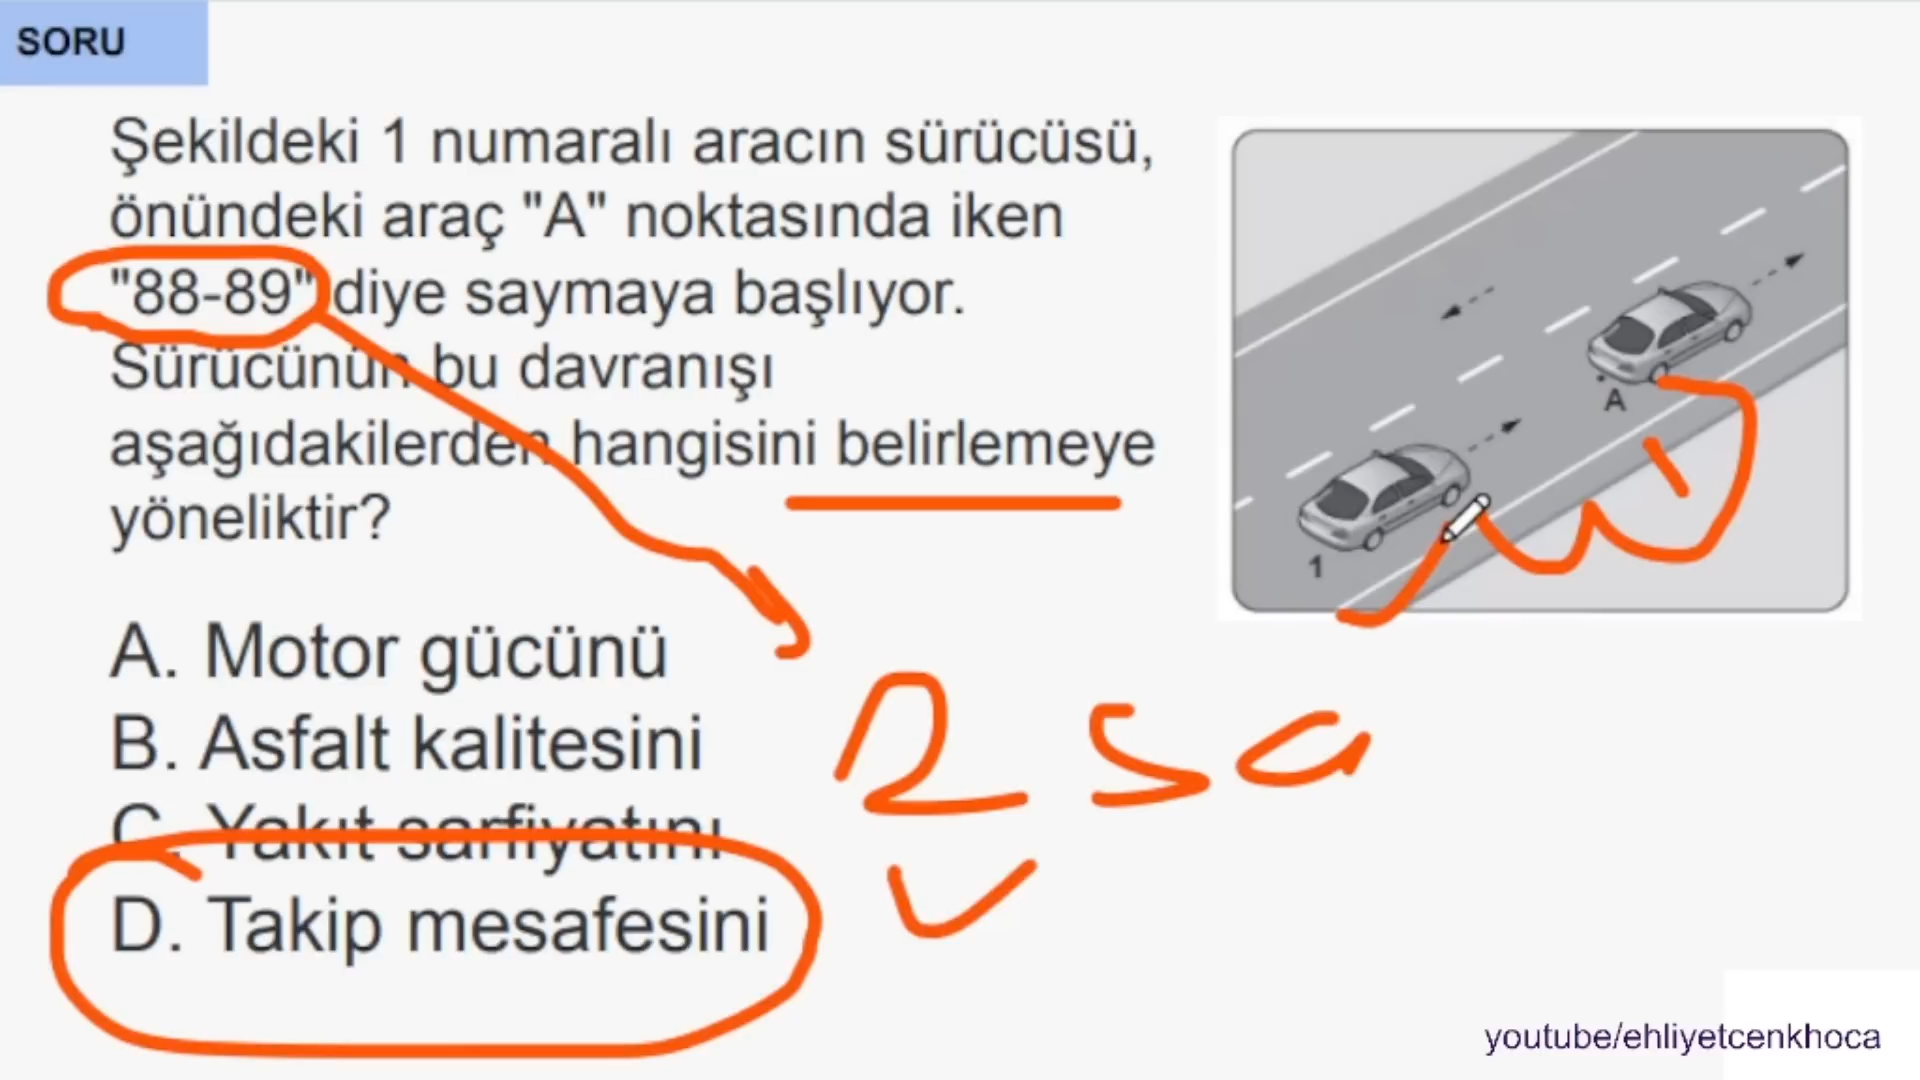 SORU
Şekildeki 1 numaralı aracın sürücüsü,
önündeki araç "A" noktasında iken
"88-89" diye saymaya başlıyor.
Sürücünün bu davranışı
aşağıdakilerden hangisini belirlemeye
yöneliktir?
A
1
A. Motor gücünü
B. Asfalt kalitesini
2 sa
C. Yakıt sarfiyatını
D. Takip mesafesini
youtube/ehliyetcenkhoca